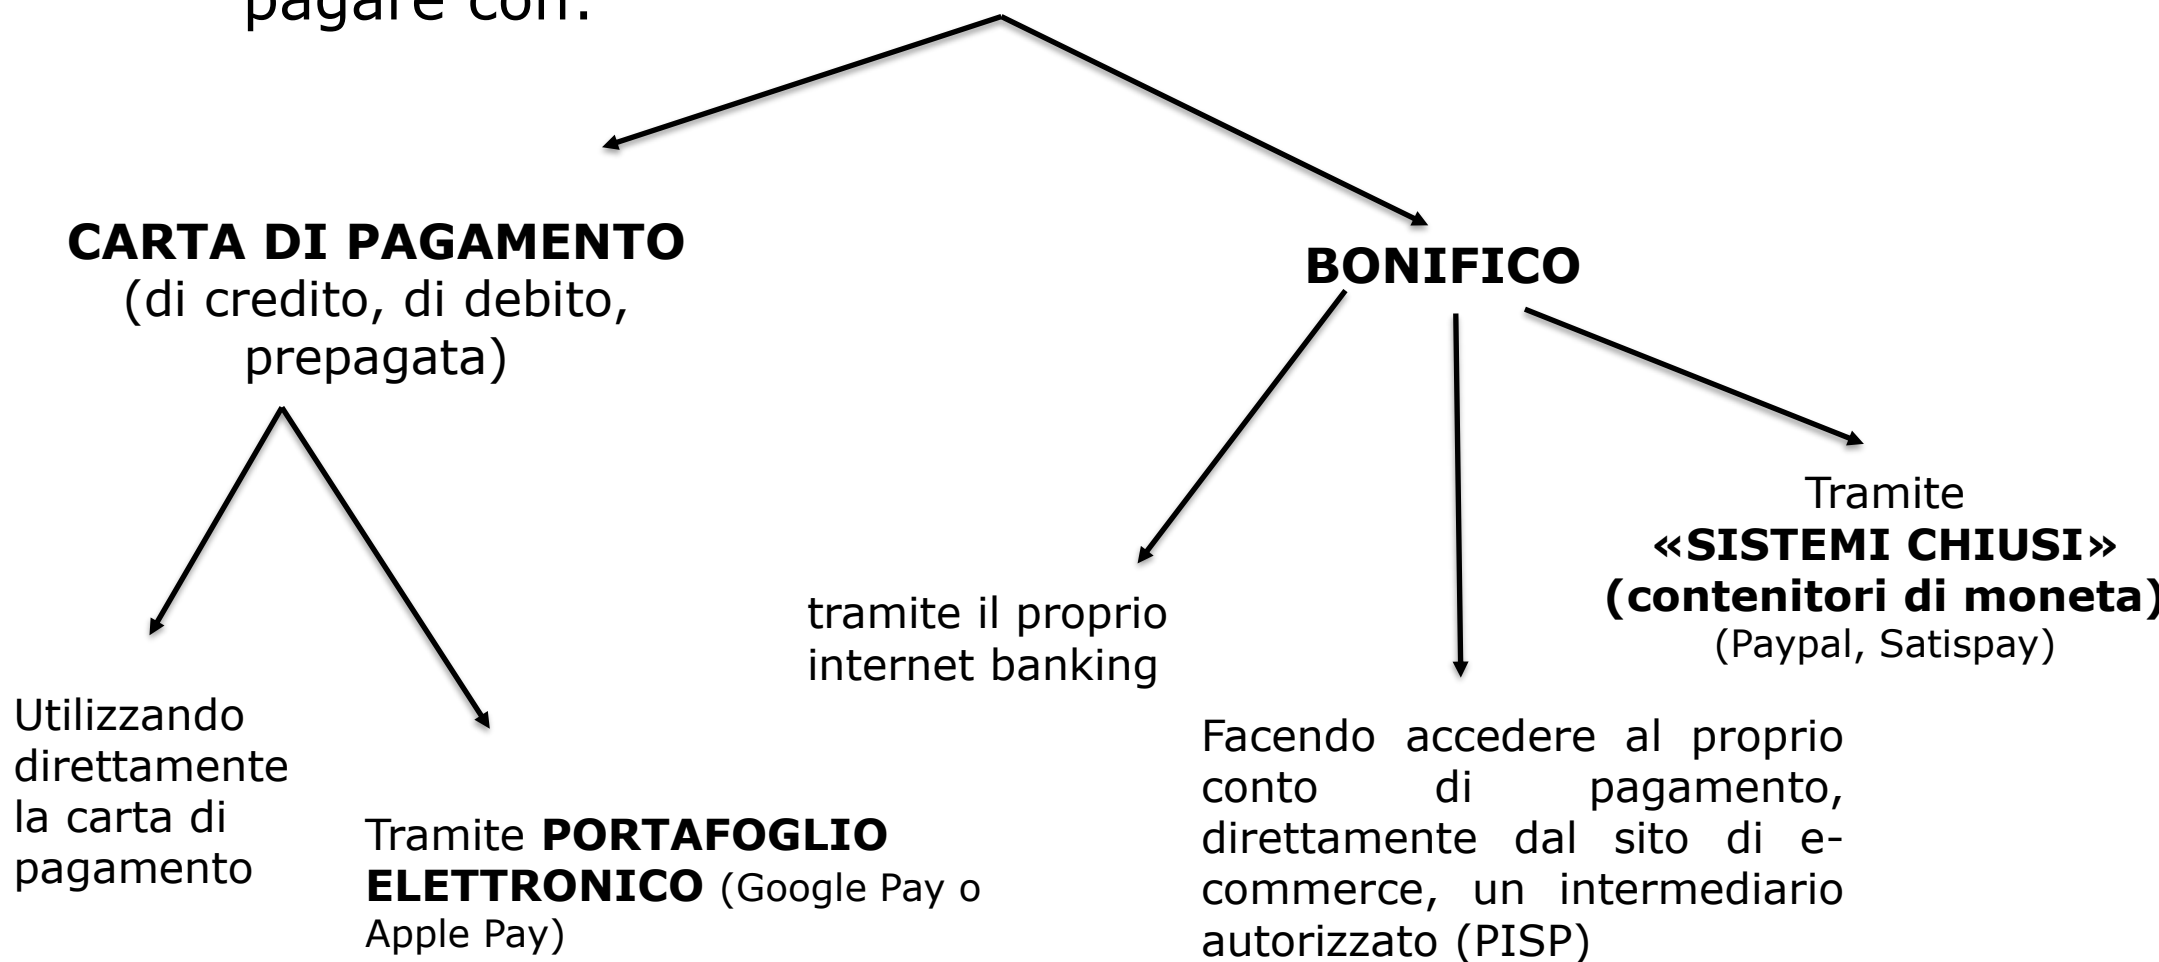 pagare con:
CARTA DI PAGAMENTO
(di credito, di debito,
prepagata)
BONIFICO
Utilizzando
direttamente
la carta di
pagamento
Tramite PORTAFOGLIO
ELETTRONICO (Google Pay o
Apple Pay)
tramite il proprio
internet banking
Facendo accedere al proprio
conto di pagamento,
direttamente dal sito di e-
commerce, un intermediario
autorizzato (PISP)
Tramite
«SISTEMI CHIUSI»
(contenitori di moneta)
(Paypal, Satispay)